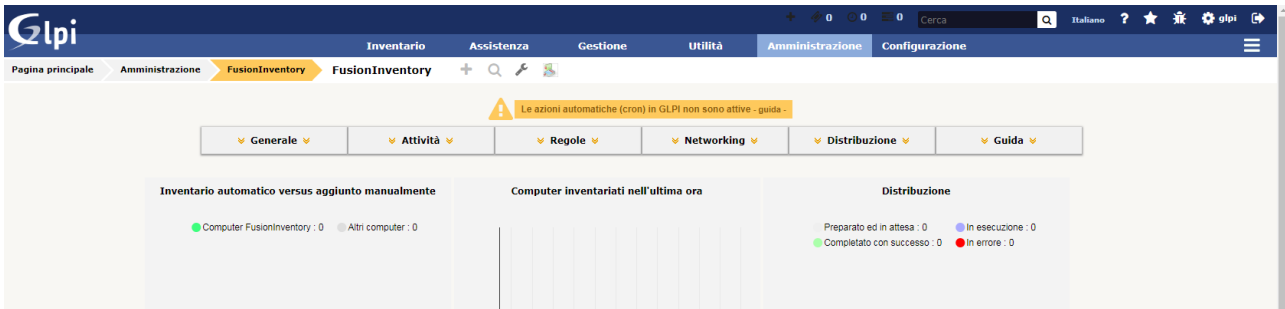 Glpi
0 0 0 Cerca Italiano ? glpi
Inventario Assistenza Gestione Utilità Amministrazione Configurazione
Pagina principale Amministrazione FusionInventory FusionInventory
Le azioni automatiche (cron) in GLPI non sono attive - guida -
Generale Attività Regole Networking Distribuzione Guida
Inventario automatico versus aggiunto manualmente Computer inventariati nell'ultima ora Distribuzione
Computer FusionInventory : 0 Altri computer : 0 Preparato ed in attesa : 0 In esecuzione : 0
Completato con successo : 0 In errore : 0